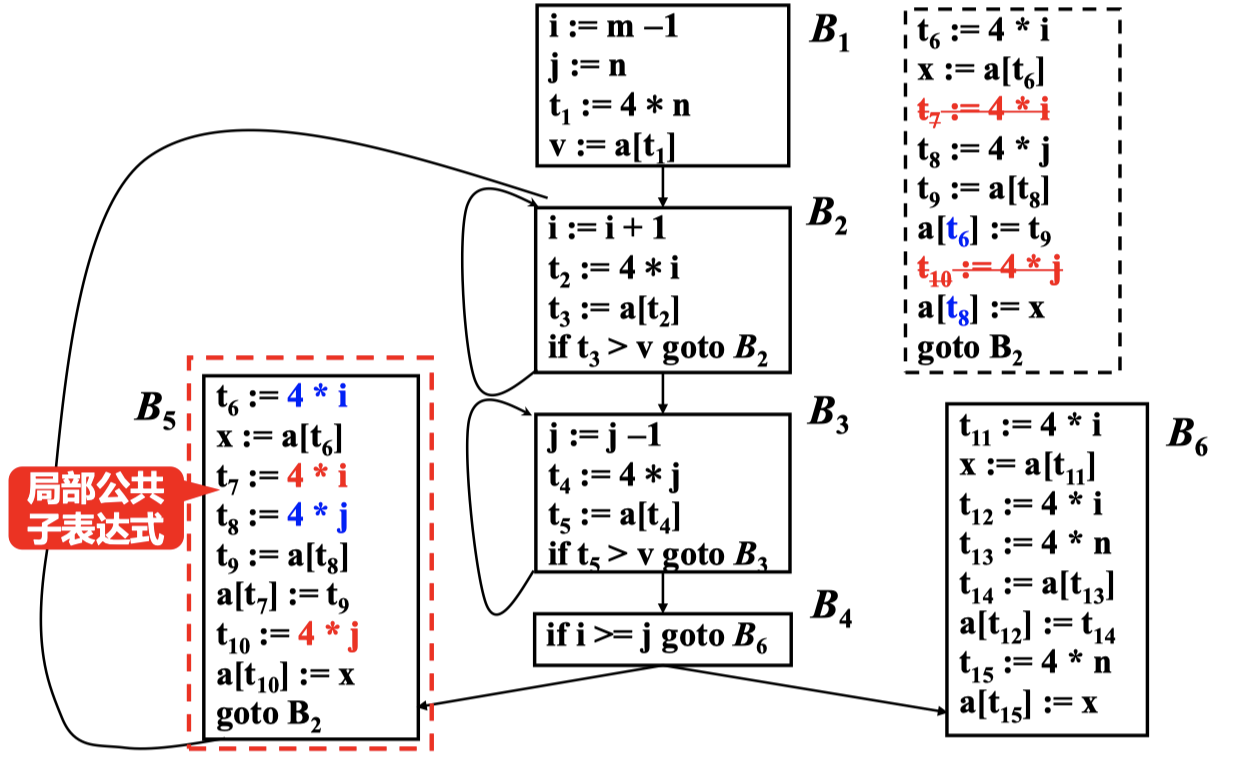 i := m –1
j := n
t₁ := 4 * n
v := a[t₁]
B₁
i := i + 1
t₂ := 4 * i
t₃ := a[t₂]
if t₃ > v goto B₂
B₂
j := j –1
t₄ := 4 * j
t₅ := a[t₄]
if t₅ > v goto B₃
B₃
if i >= j goto B₆
B₄
B₅
t₆ := 4 * i
x := a[t₆]
t₇ := 4 * i
t₈ := 4 * j
t₉ := a[t₈]
a[t₇] := t₉
t₁₀ := 4 * j
a[t₁₀] := x
goto B₂
局部公共
子表达式
t₆ := 4 * i
x := a[t₆]
t₇ := 4 * i
t₈ := 4 * j
t₉ := a[t₈]
a[t₆] := t₉
t₁₀ := 4 * j
a[t₈] := x
goto B₂
t₁₁ := 4 * i
x := a[t₁₁]
t₁₂ := 4 * i
t₁₃ := 4 * n
t₁₄ := a[t₁₃]
a[t₁₂] := t₁₄
t₁₅ := 4 * n
a[t₁₅] := x
B₆